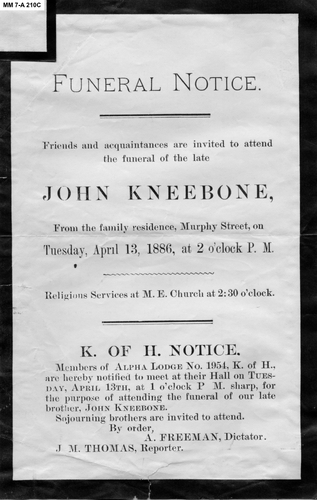 MM 7-A 210C
FUNERAL NOTICE.
Friends and acquaintances are invited to attend
the funeral of the late
JOHN KNEEBONE,
From the family residence, Murphy Street, on
Tuesday, April 13, 1886, at 2 o'clock P. M.
Religious Services at M. E. Church at 2:30 o'clock.
K. OF H. NOTICE.
Members of ALPHA LODGE NO. 1954, K. of H.,
are hereby notified to meet at their Hall on TUES-
DAY, APRIL 13TH, at 1 o'clock P M. sharp, for
the purpose of attending the funeral of our late
brother, JOHN KNEEBONE.
Sojourning brothers are invited to attend.
By order,
A. FREEMAN, Dictator.
J. M. THOMAS, Reporter.